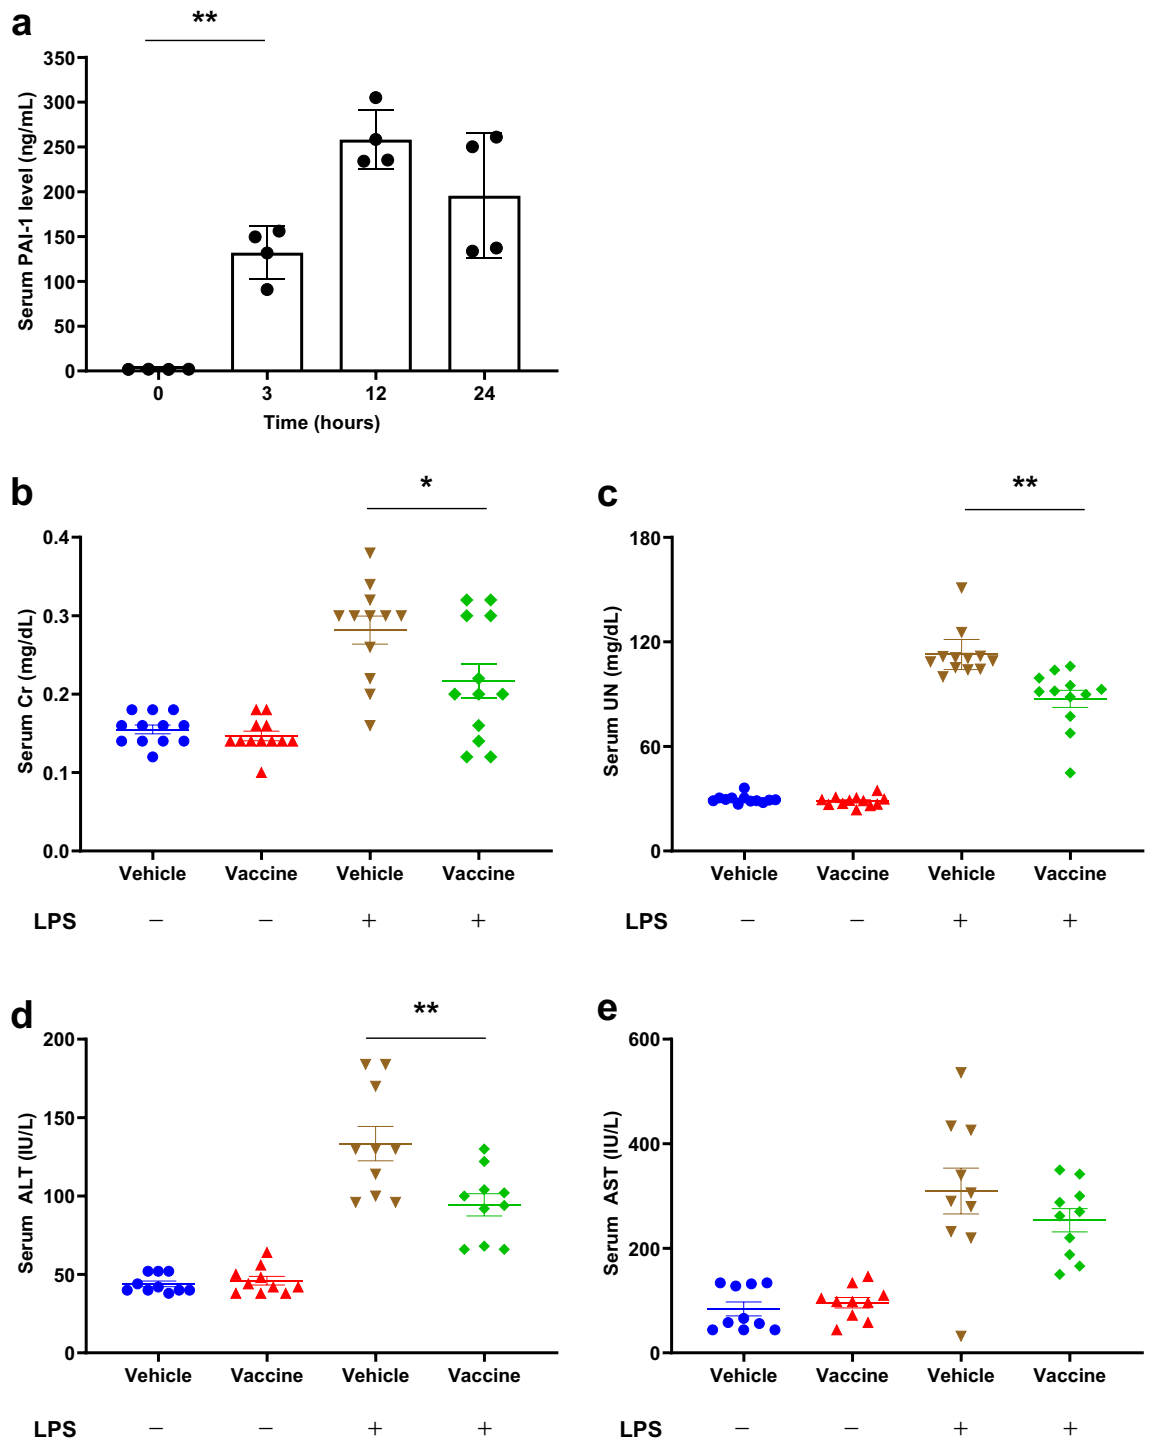 a
**
Serum PAI-1 level (ng/mL)
350
300
250
200
150
100
50
0
0 3 12 24
Time (hours)
b
*
Serum Cr (mg/dL)
0.4
0.3
0.2
0.1
0.0
Vehicle Vaccine Vehicle Vaccine
LPS − − + +
c
**
Serum UN (mg/dL)
180
120
60
0
Vehicle Vaccine Vehicle Vaccine
LPS − − + +
d
**
Serum ALT (IU/L)
200
150
100
50
0
Vehicle Vaccine Vehicle Vaccine
LPS − − + +
e
Serum AST (IU/L)
600
400
200
0
Vehicle Vaccine Vehicle Vaccine
LPS − − + +